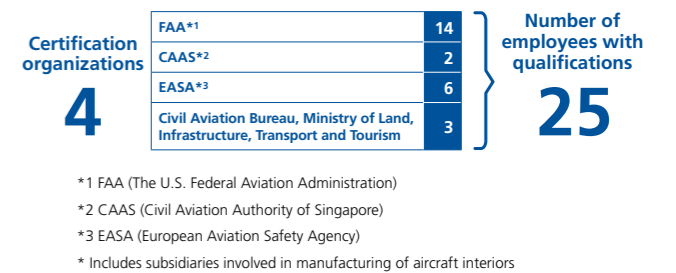 Certification
organizations
4
FAA*1 14
CAAS*2 2
EASA*3 6
Civil Aviation Bureau, Ministry of Land,
Infrastructure, Transport and Tourism 3
Number of
employees with
qualifications
25
*1 FAA (The U.S. Federal Aviation Administration)
*2 CAAS (Civil Aviation Authority of Singapore)
*3 EASA (European Aviation Safety Agency)
* Includes subsidiaries involved in manufacturing of aircraft interiors